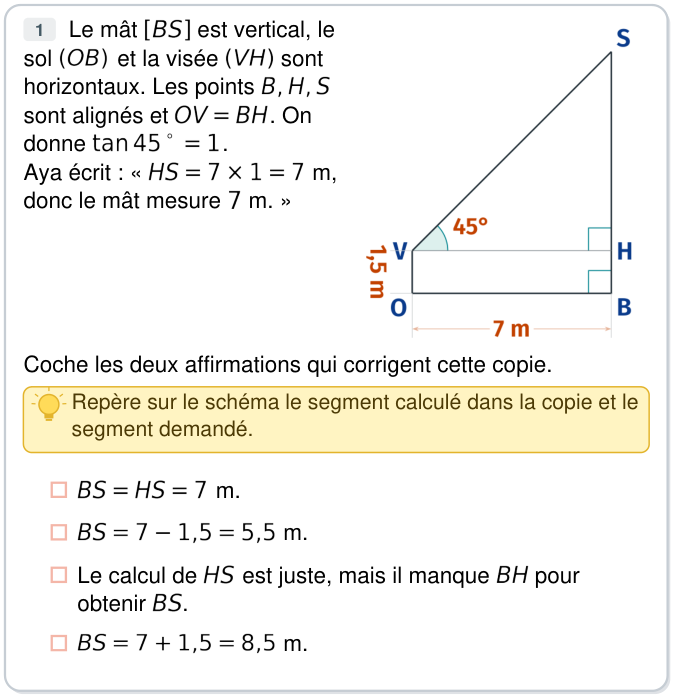 1 Le mât [BS] est vertical, le
sol (OB) et la visée (VH) sont
horizontaux. Les points B, H, S
sont alignés et OV = BH. On
donne tan 45° = 1.
Aya écrit : « HS = 7 × 1 = 7 m,
donc le mât mesure 7 m. »
S
45°
V
H
1,5 m
O
B
7 m
Coche les deux affirmations qui corrigent cette copie.
Repère sur le schéma le segment calculé dans la copie et le
segment demandé.
BS = HS = 7 m.
BS = 7 − 1,5 = 5,5 m.
Le calcul de HS est juste, mais il manque BH pour
obtenir BS.
BS = 7 + 1,5 = 8,5 m.